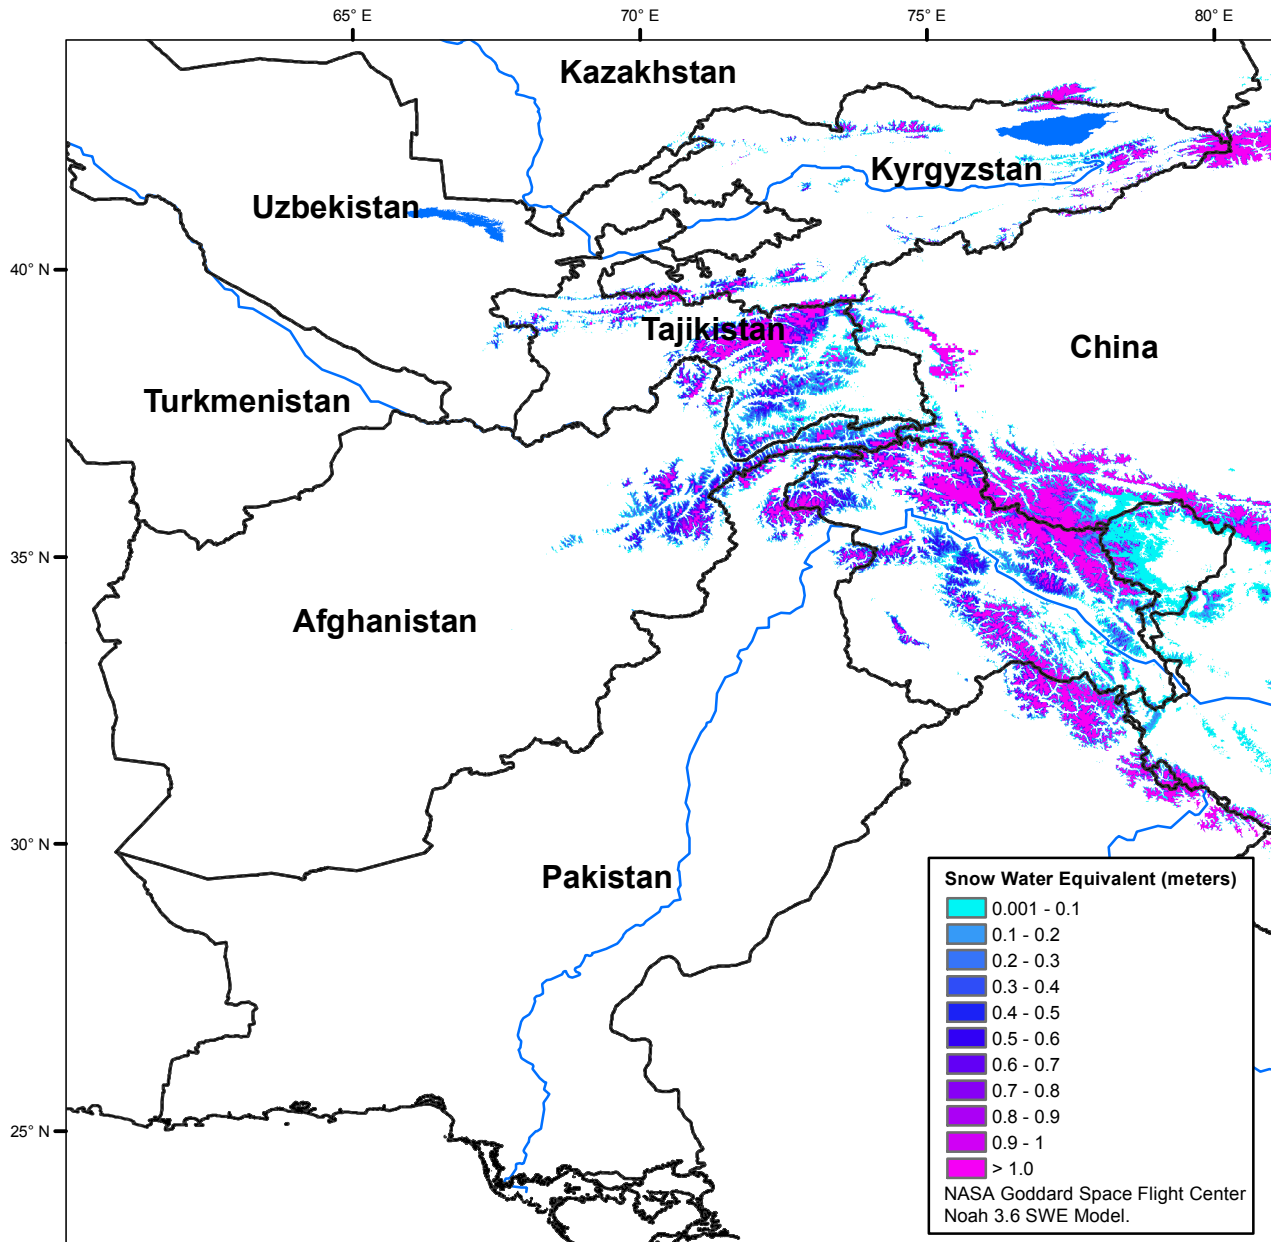 65° E 70° E 75° E 80° E
Kazakhstan
Kyrgyzstan
Uzbekistan
40° N
Tajikistan
China
Turkmenistan
35° N
Afghanistan
30° N
Pakistan
25° N
Snow Water Equivalent (meters)
0.001 - 0.1
0.1 - 0.2
0.2 - 0.3
0.3 - 0.4
0.4 - 0.5
0.5 - 0.6
0.6 - 0.7
0.7 - 0.8
0.8 - 0.9
0.9 - 1
> 1.0
NASA Goddard Space Flight Center
Noah 3.6 SWE Model.